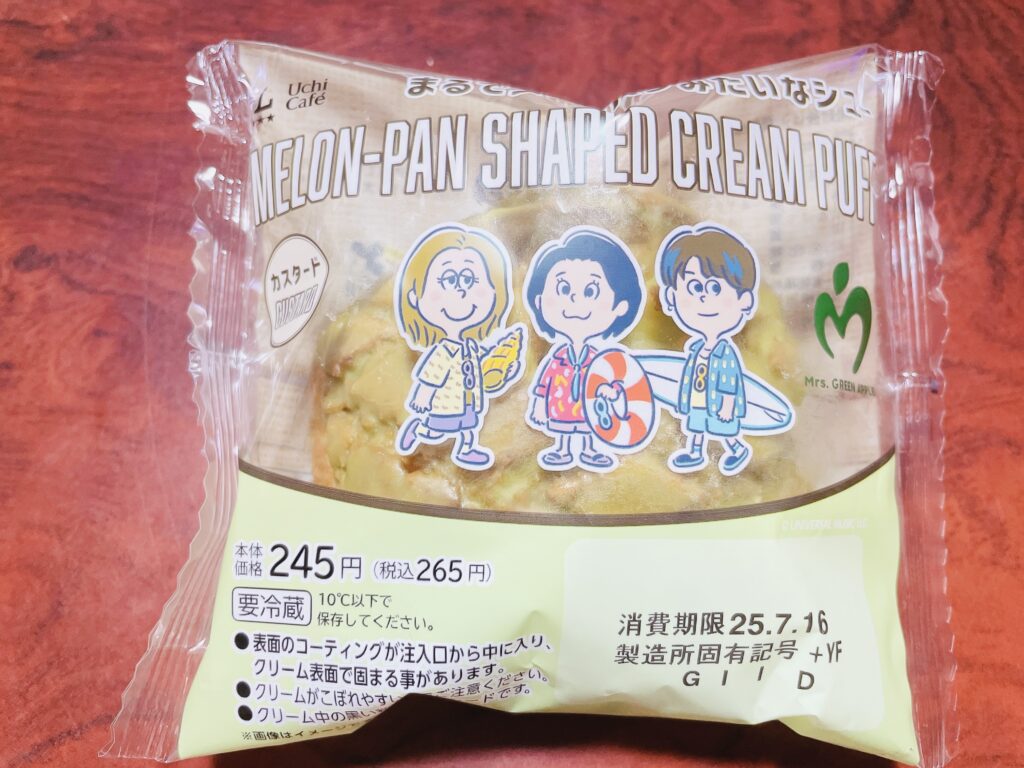 Uchi
Café
まるで みたいなシュー
MELON-PAN SHAPED CREAM PUFF
カスタード
CUSTARD
Mrs. GREEN APPLE
© UNIVERSAL MUSIC LLC
本体価格 245円 (税込265円)
要冷蔵 10℃以下で
保存してください。
●表面のコーティングが注入口から中に入り、
クリーム表面で固まる事があります。
●クリームがこぼれやすい ご注意ください。
●クリーム中の黒い ードです。
※画像はイメージ
消費期限 25.7.16
製造所固有記号 +YF